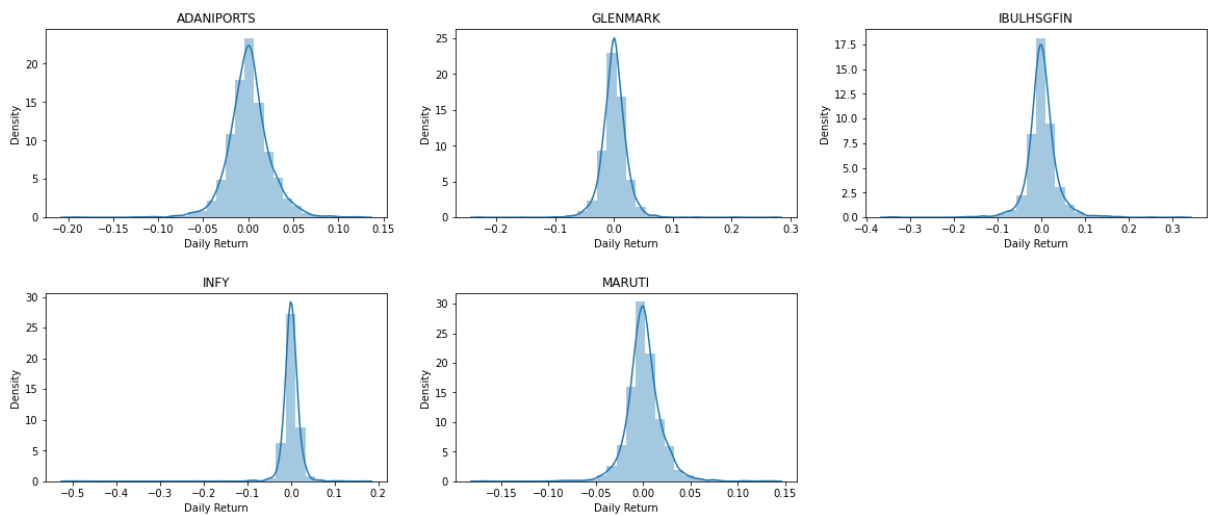 ADANIPORTS
GLENMARK
IBULHSGFIN
Density
20
15
10
5
0
−0.20 −0.15 −0.10 −0.05 0.00 0.05 0.10 0.15
Daily Return
Density
25
20
15
10
5
0
−0.2 −0.1 0.0 0.1 0.2 0.3
Daily Return
Density
17.5
15.0
12.5
10.0
7.5
5.0
2.5
0.0
−0.4 −0.3 −0.2 −0.1 0.0 0.1 0.2 0.3
Daily Return
INFY
MARUTI
Density
30
25
20
15
10
5
0
−0.5 −0.4 −0.3 −0.2 −0.1 0.0 0.1 0.2
Daily Return
Density
30
25
20
15
10
5
0
−0.15 −0.10 −0.05 0.00 0.05 0.10 0.15
Daily Return